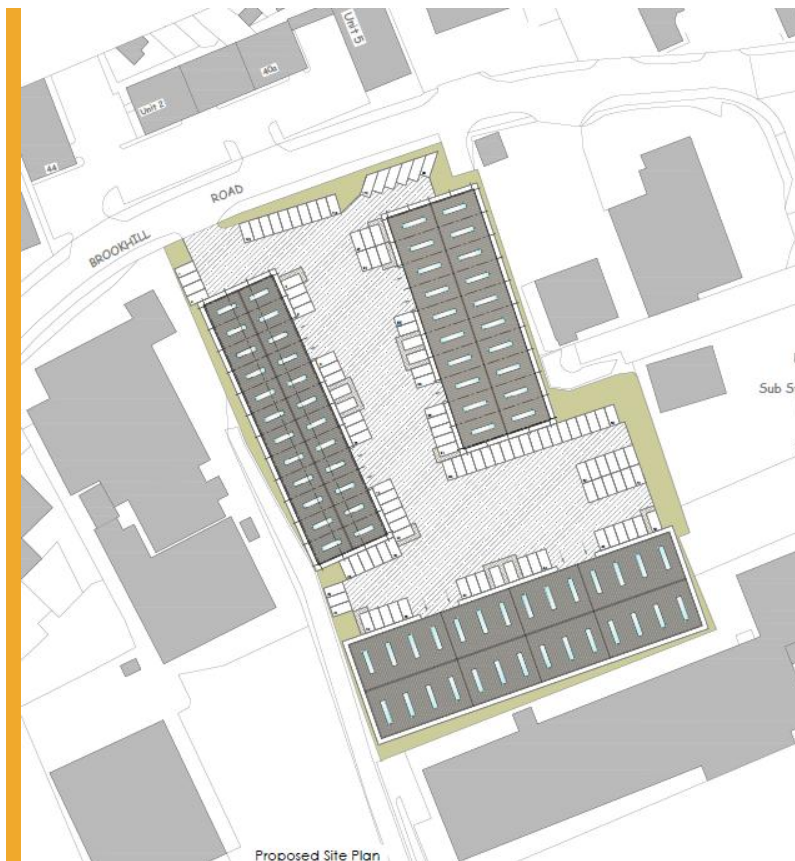 Unit 5
40a
Unit 2
44
ROAD
BROOKHILL
Sub S
Proposed Site Plan